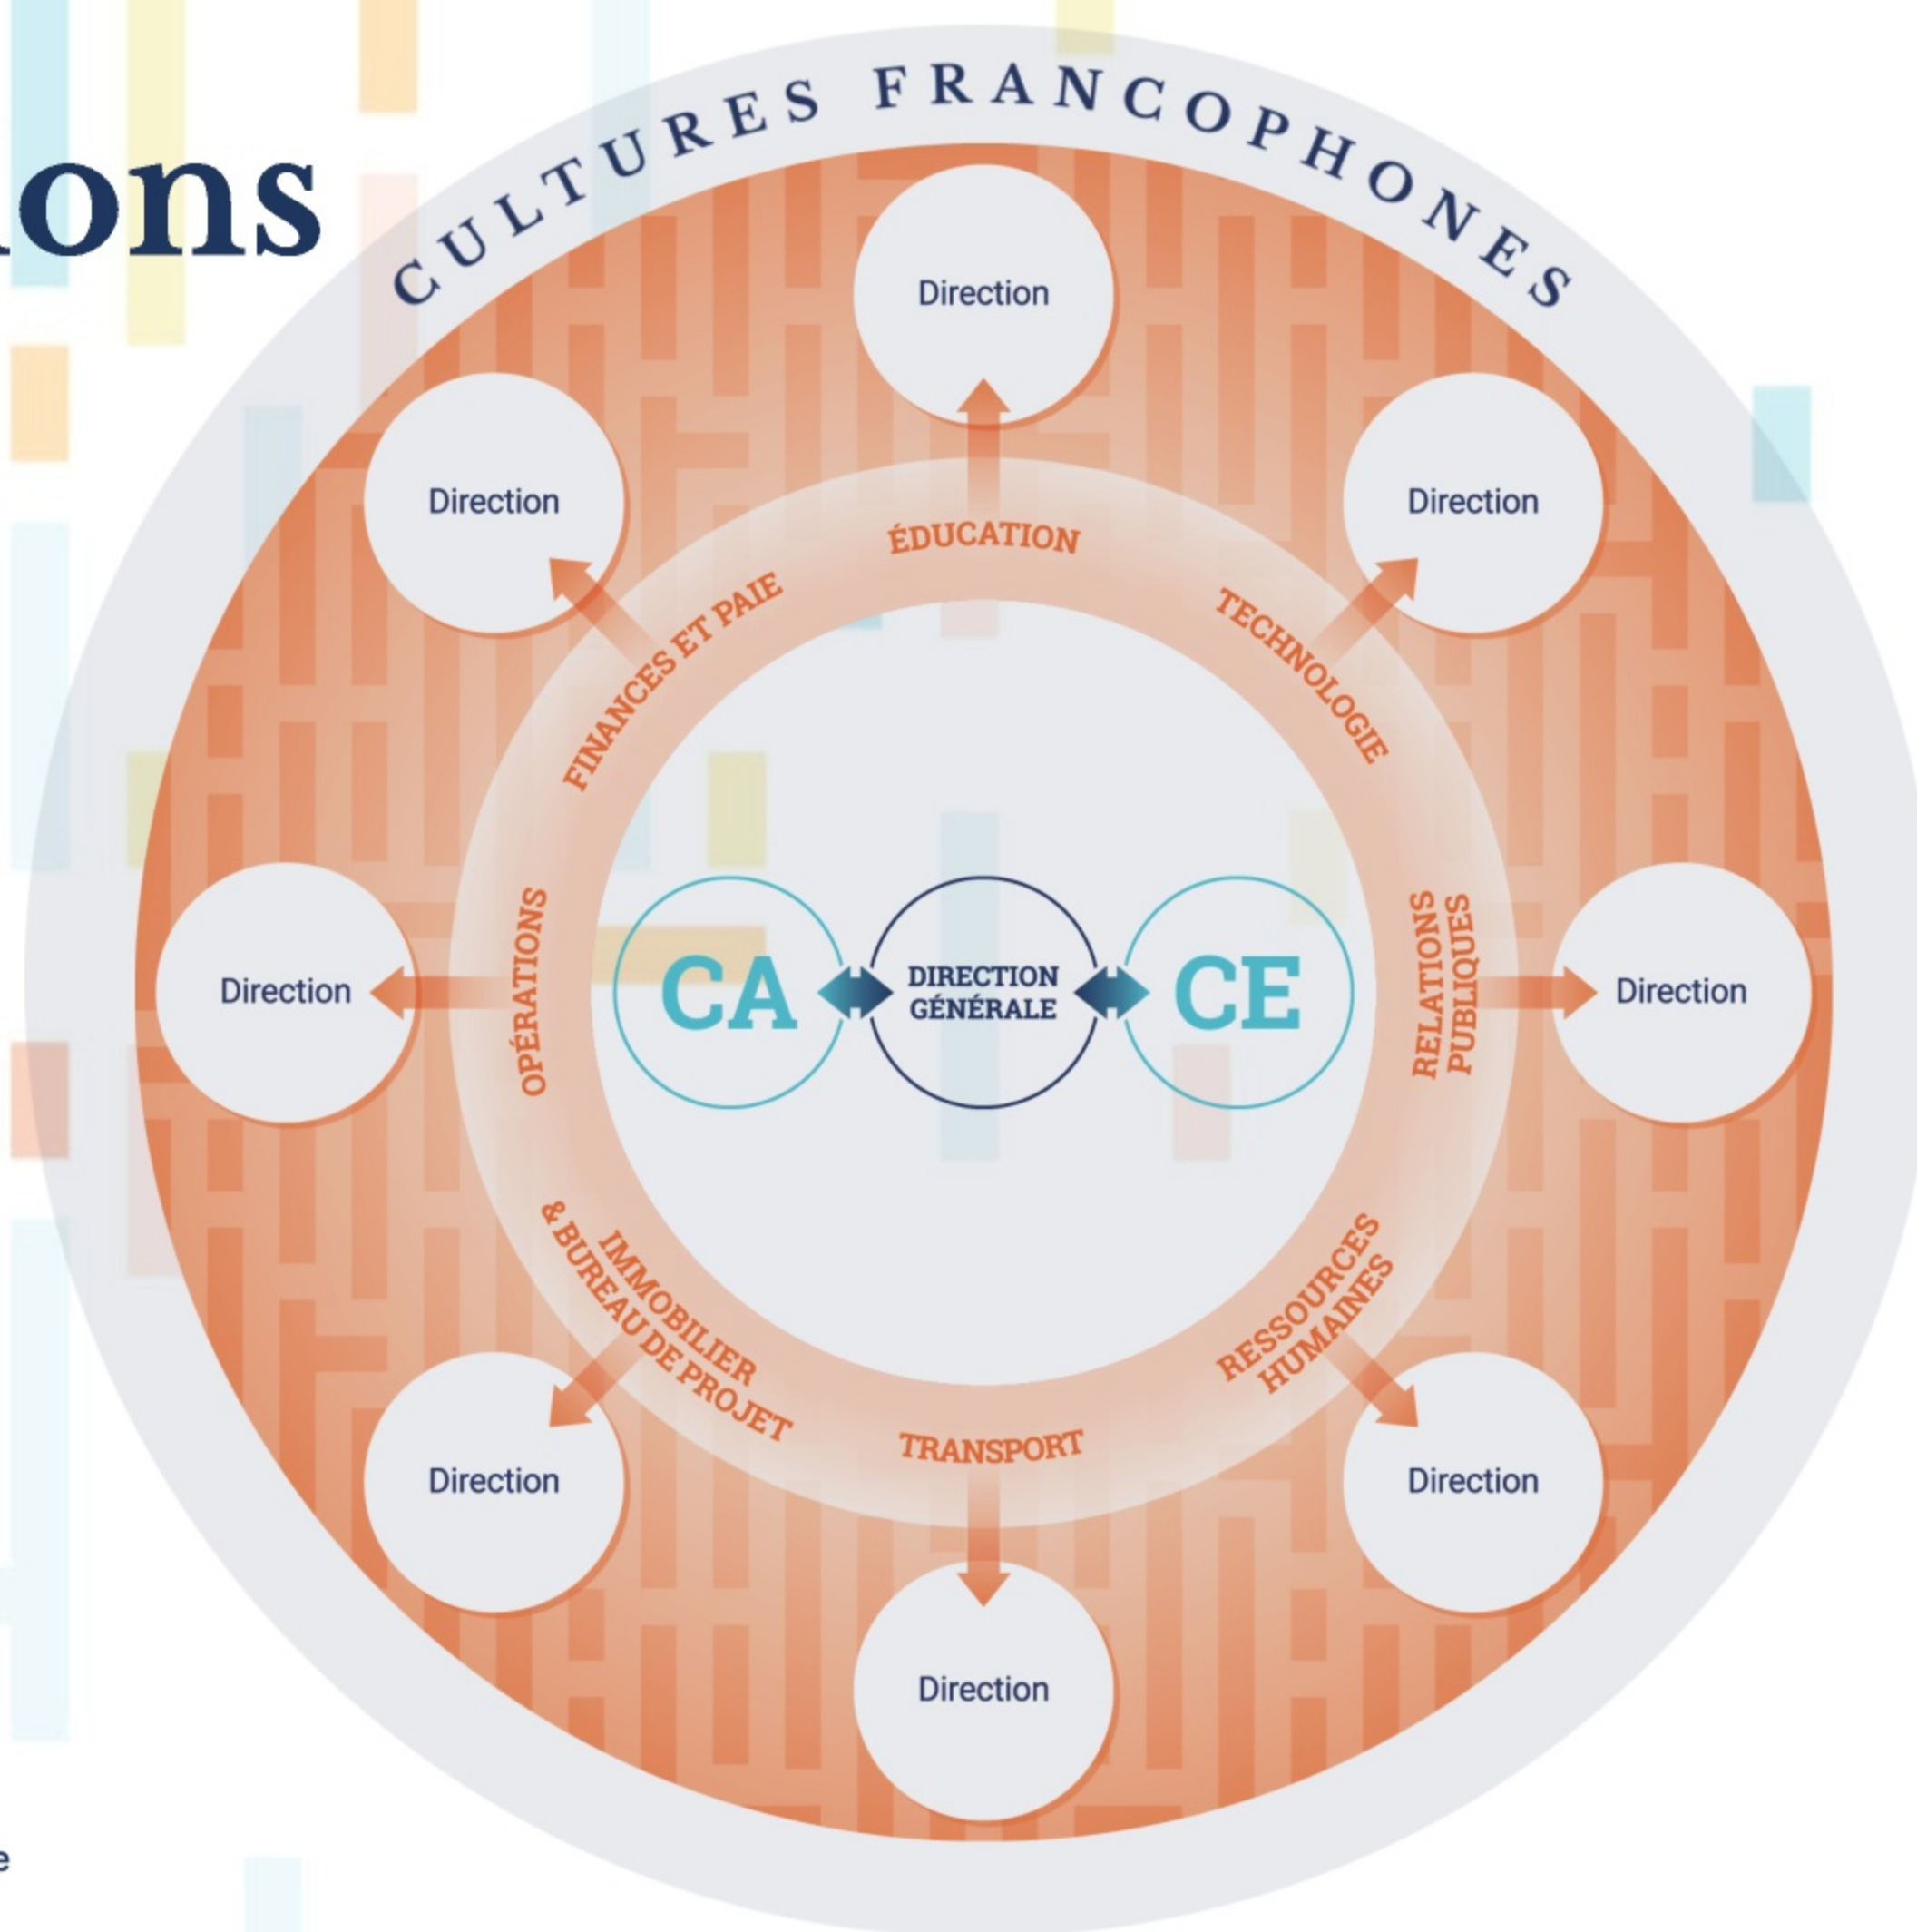 ons
CULTURES FRANCOPHONES
Direction
Direction
Direction
ÉDUCATION
FINANCES ET PAIE
TECHNOLOGIE
Direction
OPÉRATIONS
CA
DIRECTION
GÉNÉRALE
CE
RELATIONS
PUBLIQUES
Direction
IMMOBILIER
& BUREAU DE PROJET
RESSOURCES
HUMAINES
TRANSPORT
Direction
Direction
Direction
e